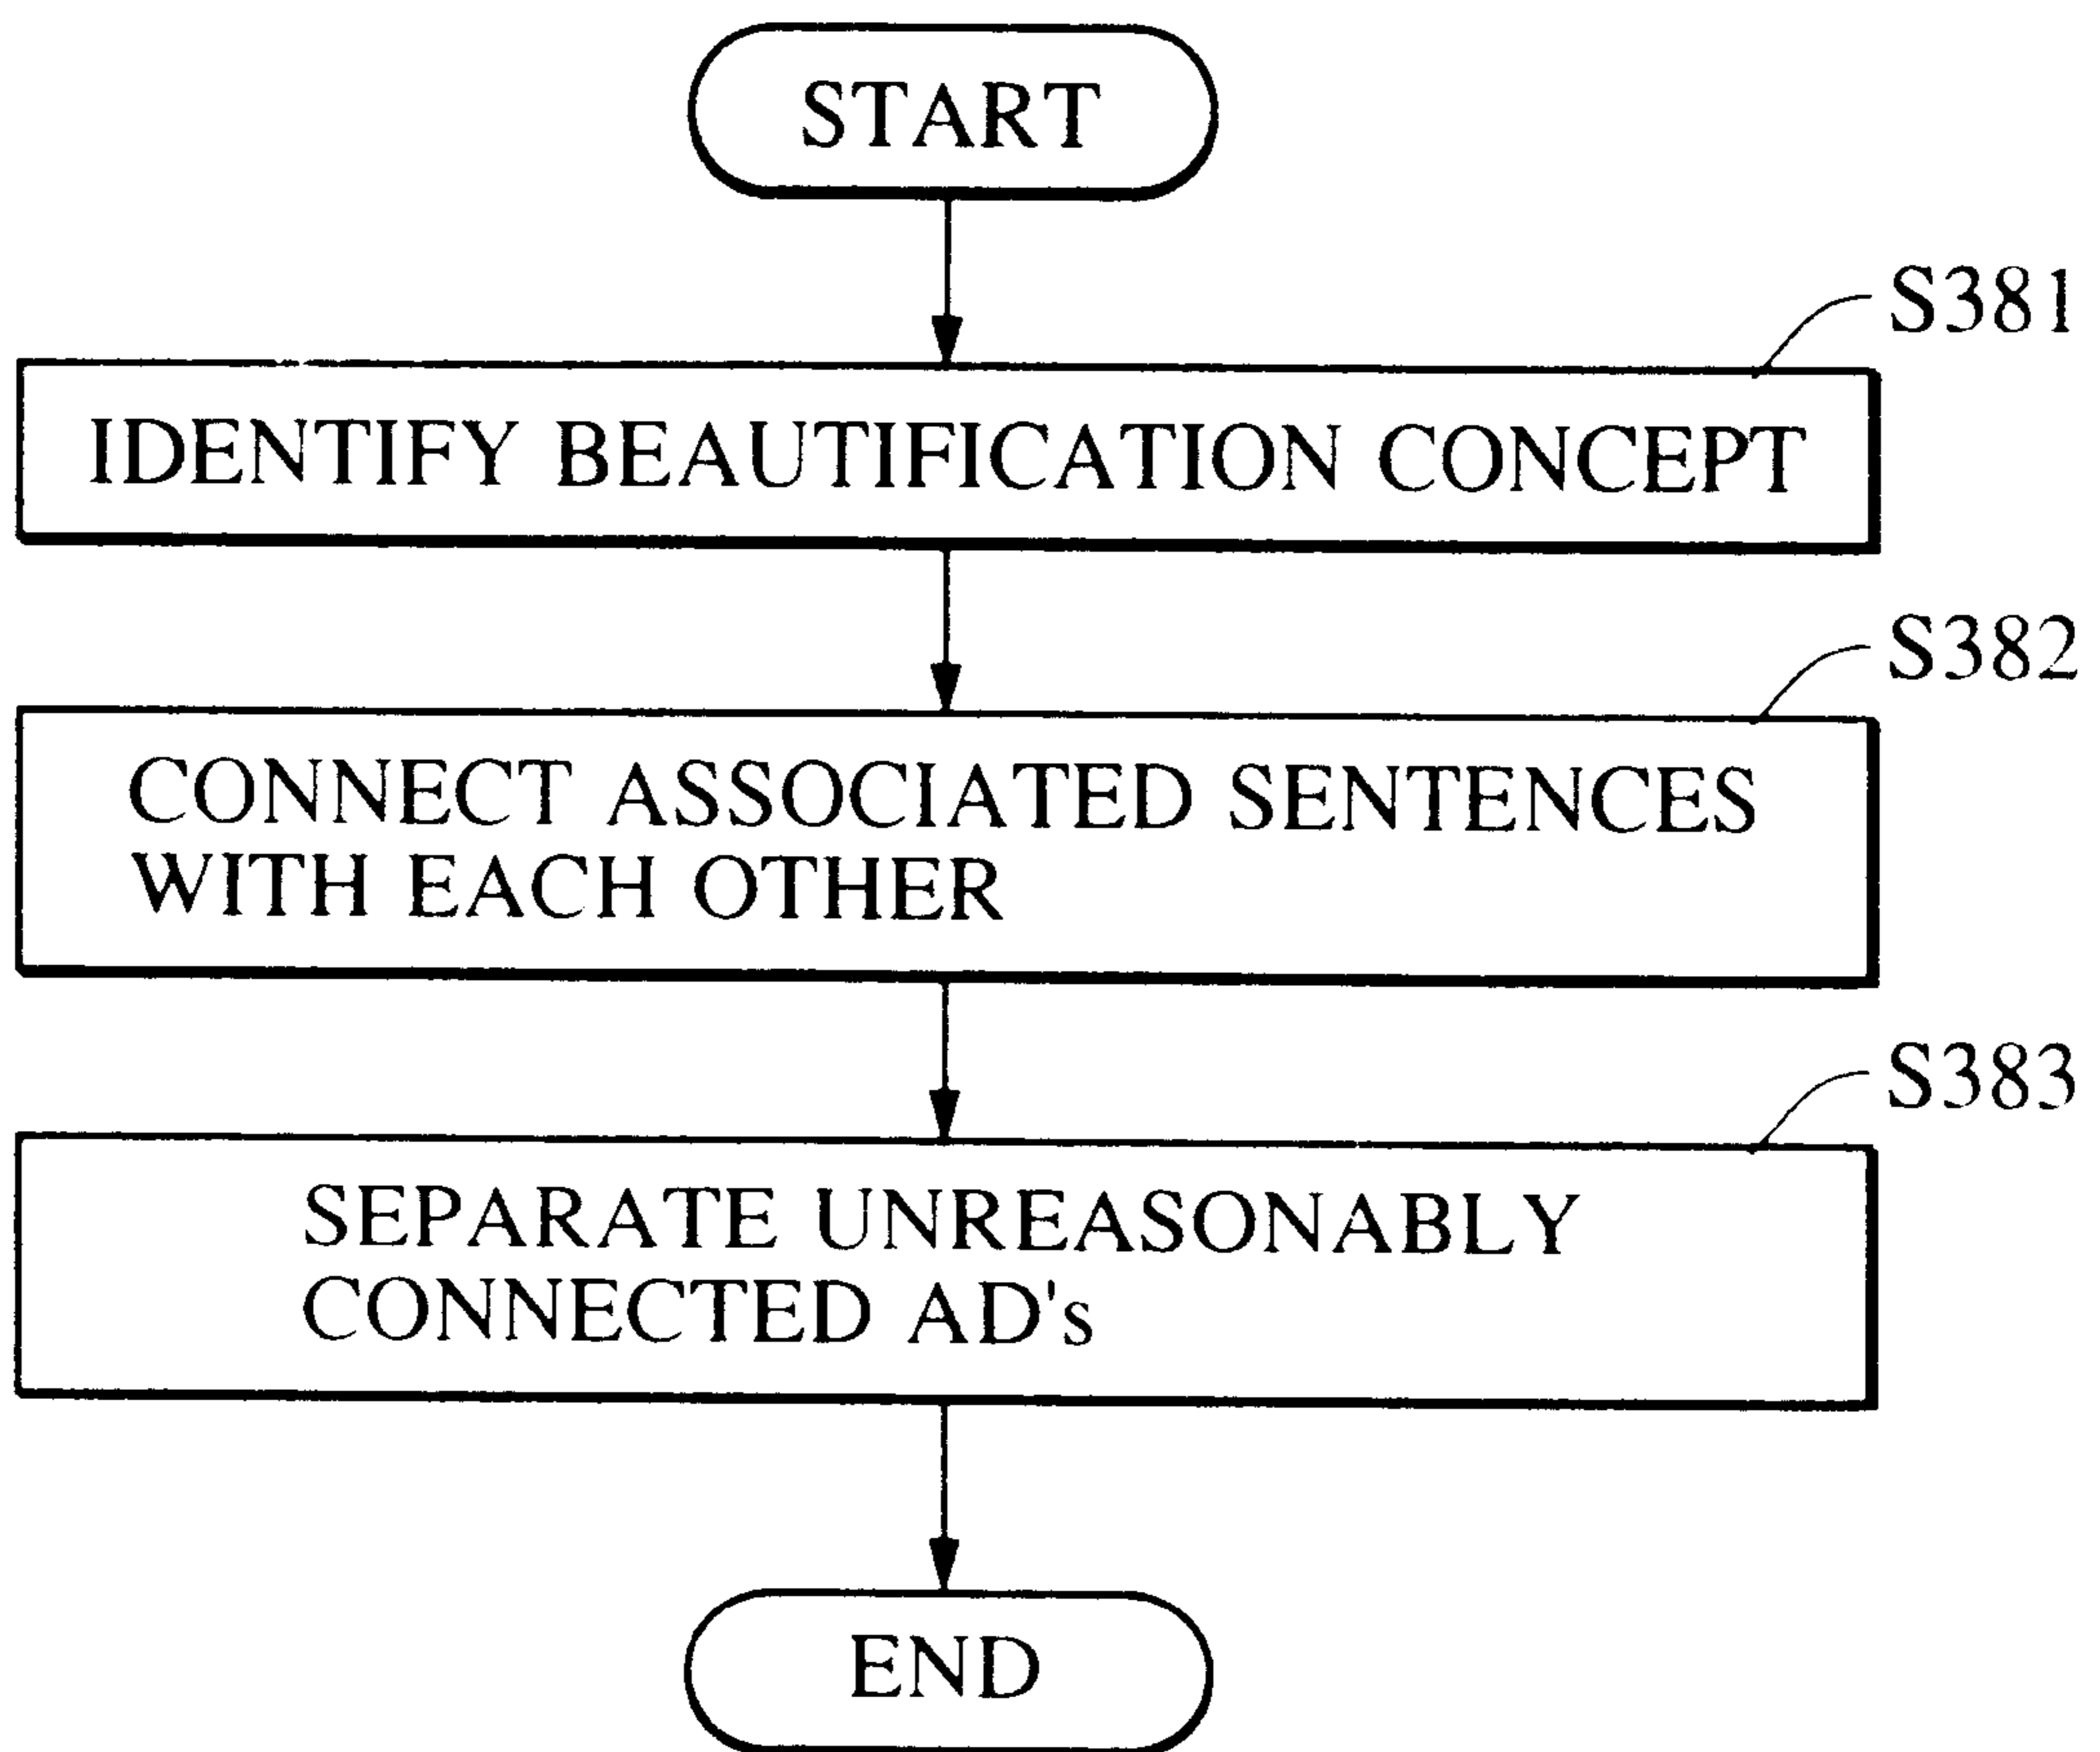 START
S381
IDENTIFY BEAUTIFICATION CONCEPT
S382
CONNECT ASSOCIATED SENTENCES
WITH EACH OTHER
S383
SEPARATE UNREASONABLY
CONNECTED AD's
END